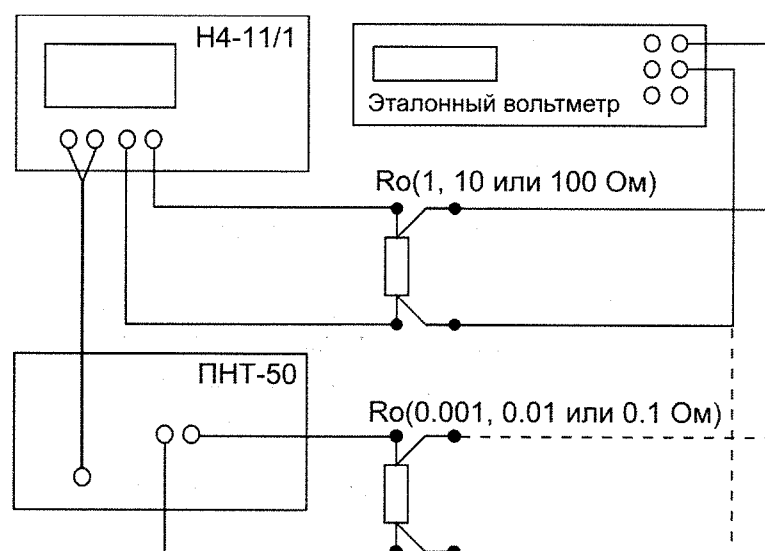 Н4-11/1
Эталонный вольтметр
Ro(1, 10 или 100 Ом)
ПНТ-50
Ro(0.001, 0.01 или 0.1 Ом)